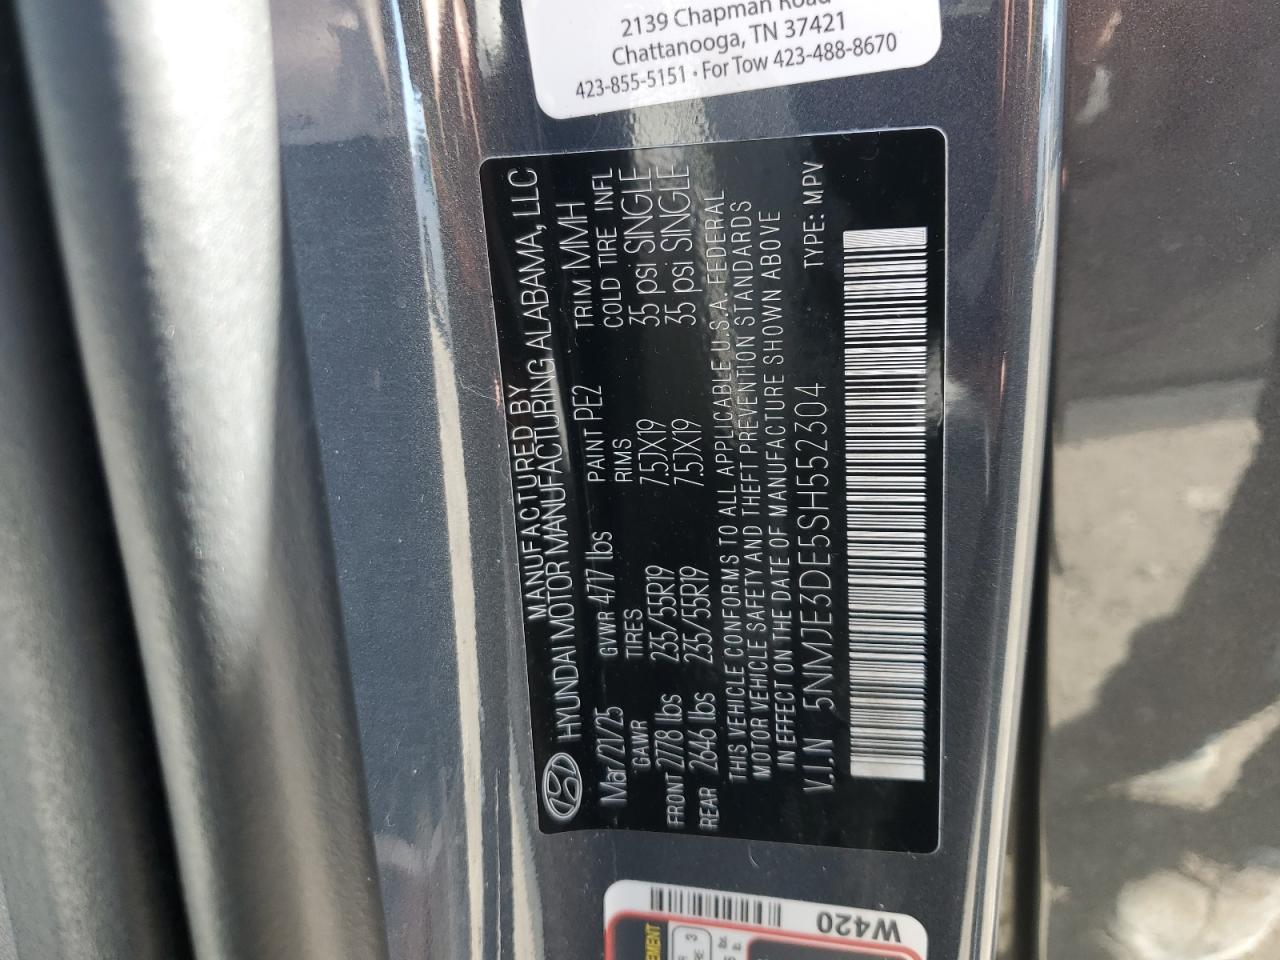 2139 Chapman Road
Chattanooga, TN 37421
423-855-5151 • For Tow 423-488-8670
MANUFACTURED BY
HYUNDAI MOTOR MANUFACTURING ALABAMA, LLC
Mar/21/25 GVWR 4717 lbs PAINT PE2 TRIM MMH
GAWR TIRES RIMS COLD TIRE INFL
FRONT 2778 lbs 235/55R19 7.5JX19 35 psi SINGLE
REAR 2646 lbs 235/55R19 7.5JX19 35 psi SINGLE
THIS VEHICLE CONFORMS TO ALL APPLICABLE U.S.A. FEDERAL
MOTOR VEHICLE SAFETY AND THEFT PREVENTION STANDARDS
IN EFFECT ON THE DATE OF MANUFACTURE SHOWN ABOVE
V.I.N 5NMJE3DE5SH552304 TYPE: MPV
W420